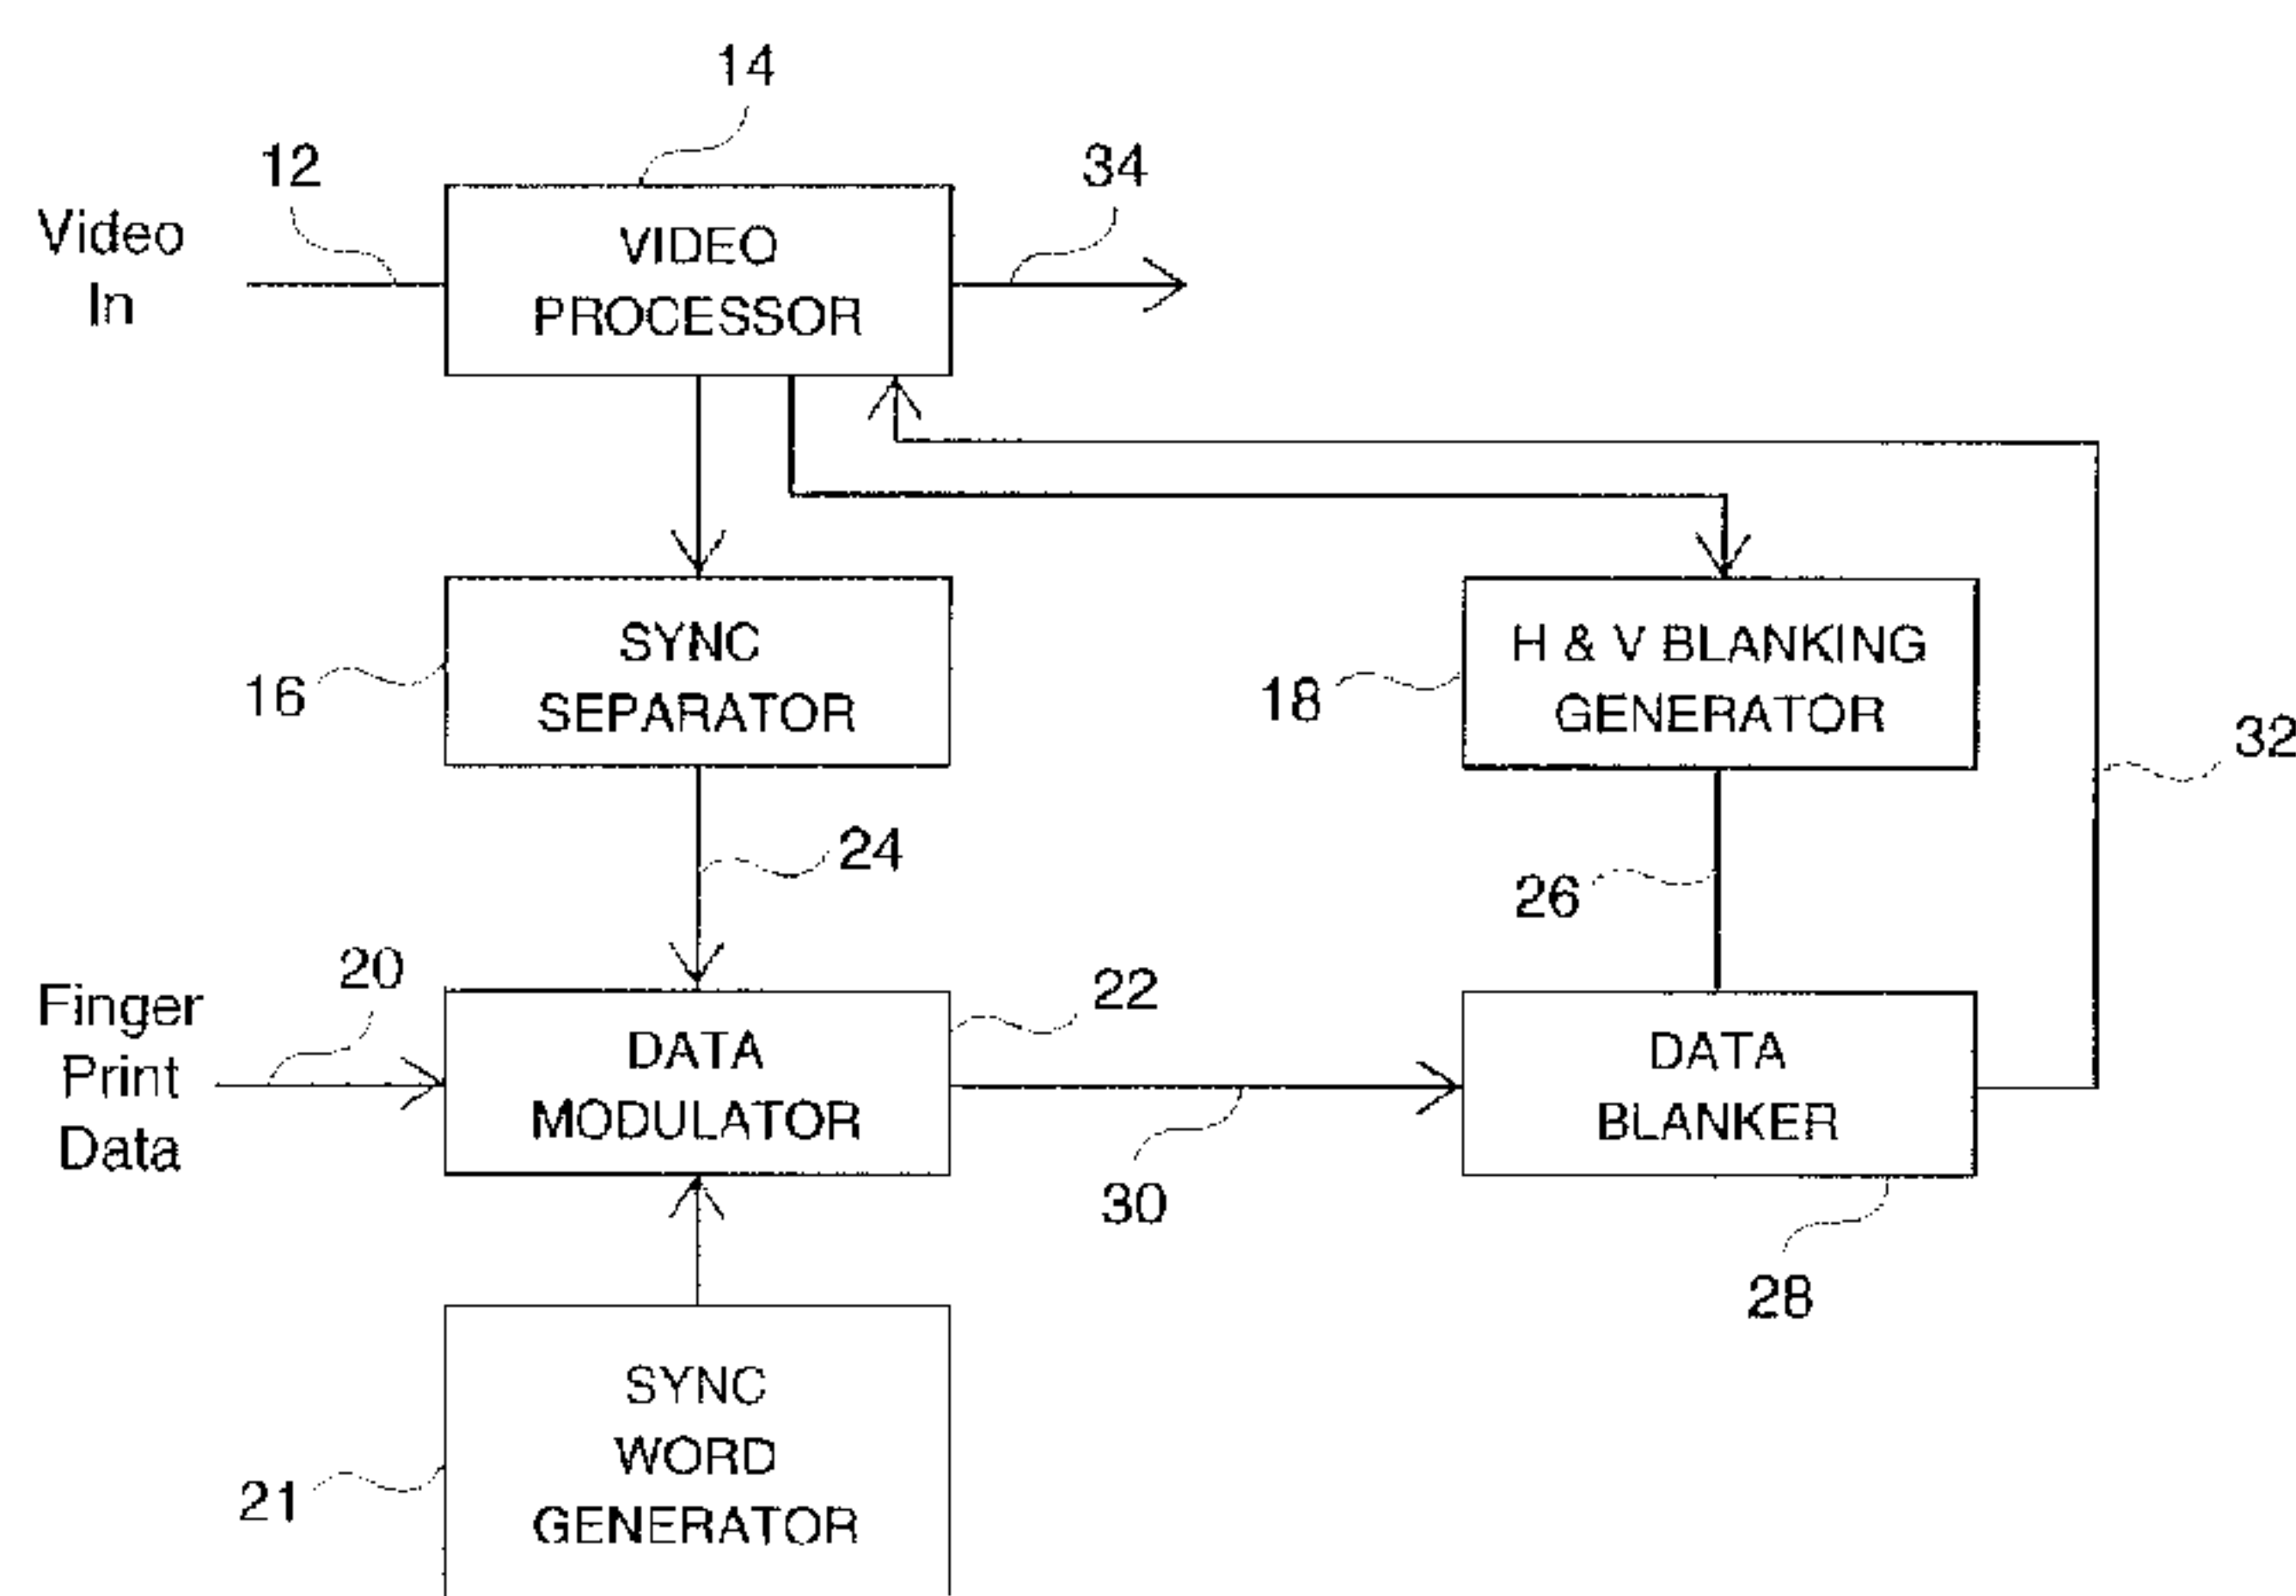 14
12
34
Video
In
VIDEO
PROCESSOR
SYNC
SEPARATOR
16
H & V BLANKING
GENERATOR
18
32
24
26
Finger
Print
Data
20
DATA
MODULATOR
22
30
DATA
BLANKER
28
SYNC
WORD
GENERATOR
21